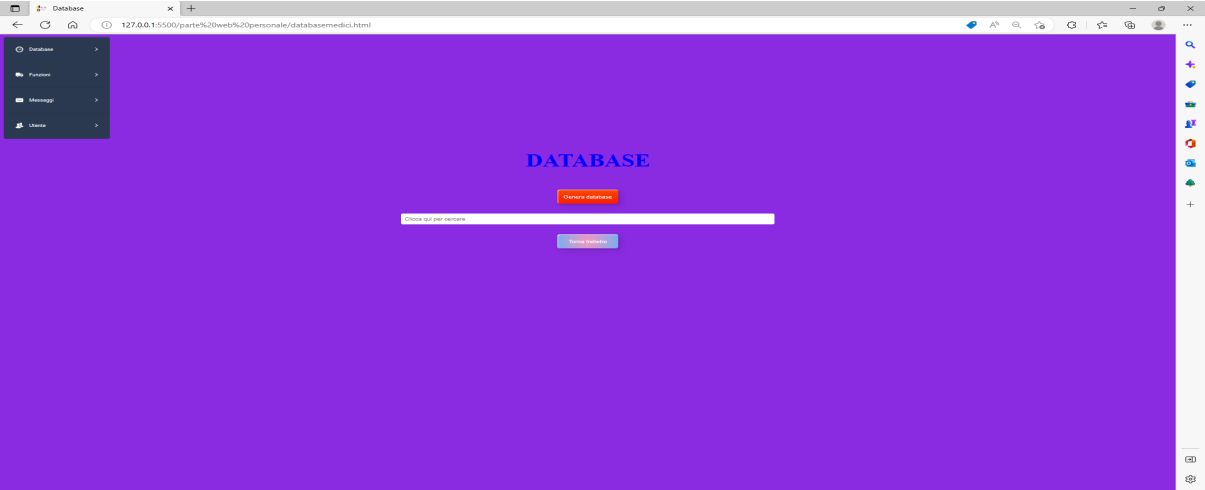 Database
127.0.0.1:5500/parte%20web%20personale/databasemedici.html
Database
Funzioni
Messaggi
Utente
DATABASE
Genera database
Clicca qui per cercare
Torna indietro